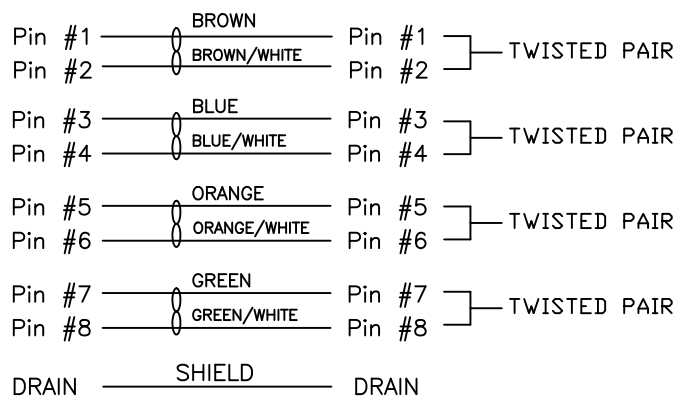 BROWN
Pin #1 Pin #1
TWISTED PAIR
BROWN/WHITE
Pin #2 Pin #2
BLUE
Pin #3 Pin #3
TWISTED PAIR
BLUE/WHITE
Pin #4 Pin #4
ORANGE
Pin #5 Pin #5
TWISTED PAIR
ORANGE/WHITE
Pin #6 Pin #6
GREEN
Pin #7 Pin #7
TWISTED PAIR
GREEN/WHITE
Pin #8 Pin #8
SHIELD
DRAIN DRAIN